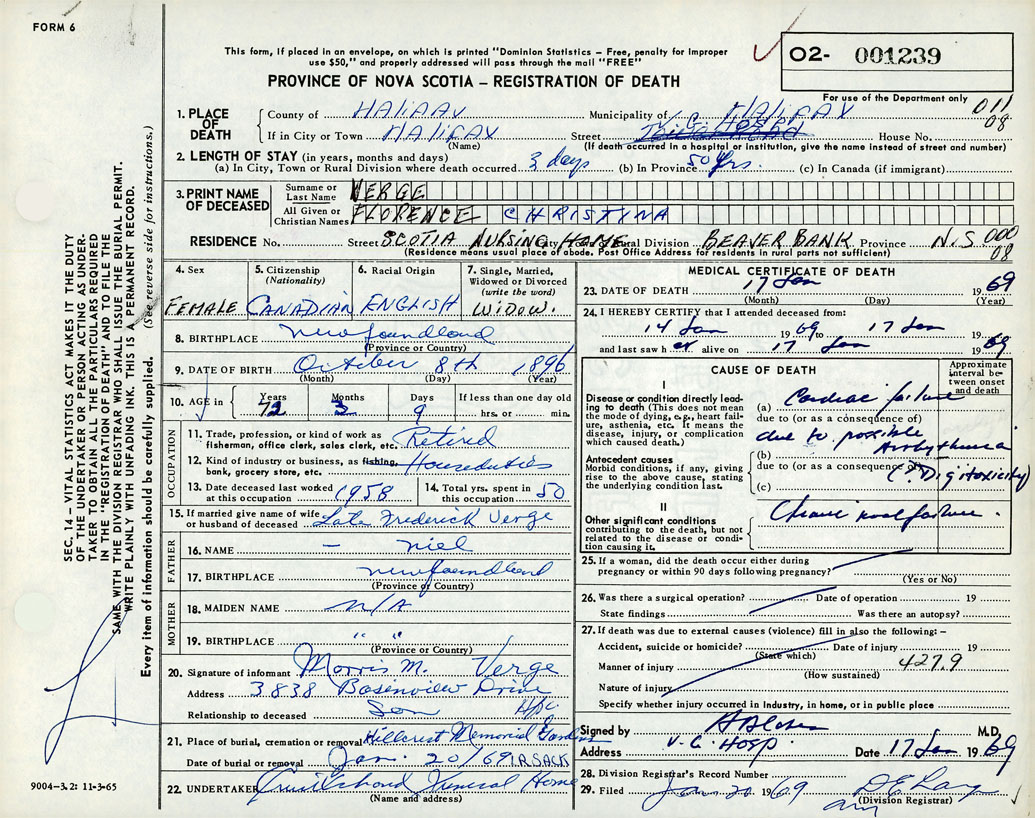 FORM 6
This form, if placed in an envelope, on which is printed "Dominion Statistics – Free, penalty for improper
use $50," and properly addressed will pass through the mail "FREE"
PROVINCE OF NOVA SCOTIA – REGISTRATION OF DEATH
02- 001239
For use of the Department only
011
08
1. PLACE OF DEATH
County of HALIFAX Municipality of HALIFAX
If in City or Town HALIFAX Street V.G. Hosp House No.
(Name) (If death occurred in a hospital or institution, give the name instead of street and number)
2. LENGTH OF STAY (in years, months and days)
(a) In City, Town or Rural Division where death occurred 3 days (b) In Province 50 yrs (c) In Canada (if immigrant)
3. PRINT NAME OF DECEASED
Surname or Last Name VERGE
All Given or Christian Names FLORENCE CHRISTINA
RESIDENCE No. Street SCOTIA NURSING HOME City, Town or Rural Division BEAVER BANK Province N.S 000
08
(Residence means usual place of abode. Post Office Address for residents in rural parts not sufficient)
4. Sex
FEMALE
5. Citizenship (Nationality)
CANADIAN
6. Racial Origin
ENGLISH
7. Single, Married, Widowed or Divorced (write the word)
WIDOW.
8. BIRTHPLACE Newfoundland
(Province or Country)
9. DATE OF BIRTH October 8th 1896
(Month) (Day) (Year)
10. AGE in Years 72 Months 3 Days 9 If less than one day old
hrs. or min.
OCCUPATION
11. Trade, profession, or kind of work as fisherman, office clerk, sales clerk, etc. Retired
12. Kind of industry or business, as fishing, bank, grocery store, etc. Houseduties
13. Date deceased last worked at this occupation 1958
14. Total yrs. spent in this occupation 50
15. If married give name of wife or husband of deceased Late Frederick Verge
FATHER
16. NAME – Niel
17. BIRTHPLACE Newfoundland
(Province or Country)
MOTHER
18. MAIDEN NAME N/A
19. BIRTHPLACE " "
(Province or Country)
20. Signature of informant Morris M. Verge
Address 3838 Basinview Drive
Relationship to deceased Son Hfx
21. Place of burial, cremation or removal Hillcrest Memorial Gardens
Date of burial or removal Jan. 20/69 LR SACK
22. UNDERTAKER Cruikshank Funeral Home
(Name and address)
MEDICAL CERTIFICATE OF DEATH
23. DATE OF DEATH 17 Jan 1969
(Month) (Day) (Year)
24. I HEREBY CERTIFY that I attended deceased from:
14 Jan 1969 to 17 Jan 19
and last saw her alive on 17 Jan 1969
CAUSE OF DEATH
Approximate interval between onset and death
I
Disease or condition directly leading to death (This does not mean the mode of dying, e.g., heart failure, asthenia, etc. It means the disease, injury, or complication which caused death.)
(a) Cardiac failure
due to (or as a consequence of)
due to possible
(b) Arrhythmia
Antecedent causes
Morbid conditions, if any, giving rise to the above cause, stating the underlying condition last.
due to (or as a consequence of) (? Digitoxicity)
(c)
II
Other significant conditions contributing to the death, but not related to the disease or condition causing it.
Chronic renal failure.
25. If a woman, did the death occur either during pregnancy or within 90 days following pregnancy?
(Yes or No)
26. Was there a surgical operation? Date of operation 19
State findings Was there an autopsy?
27. If death was due to external causes (violence) fill in also the following: –
Accident, suicide or homicide? Date of injury 19
(State which)
Manner of injury 427.9
(How sustained)
Nature of injury
Specify whether injury occurred in Industry, in home, or in public place
Signed by M.D.
Address V.G. Hosp. Date 17 Jan 1969
28. Division Registrar's Record Number
29. Filed Jan 20 1969
(Division Registrar)
SEC. 14 – VITAL STATISTICS ACT MAKES IT THE DUTY
OF THE UNDERTAKER OR PERSON ACTING AS UNDER-
TAKER TO OBTAIN ALL THE PARTICULARS REQUIRED
IN THE "REGISTRATION OF DEATH" AND TO FILE THE
SAME WITH THE DIVISION REGISTRAR WHO SHALL ISSUE THE BURIAL PERMIT.
WRITE PLAINLY WITH UNFADING INK. THIS IS A PERMANENT RECORD.
Every item of information should be carefully supplied. (See reverse side for instructions.)
9004-3.2: 11-3-65